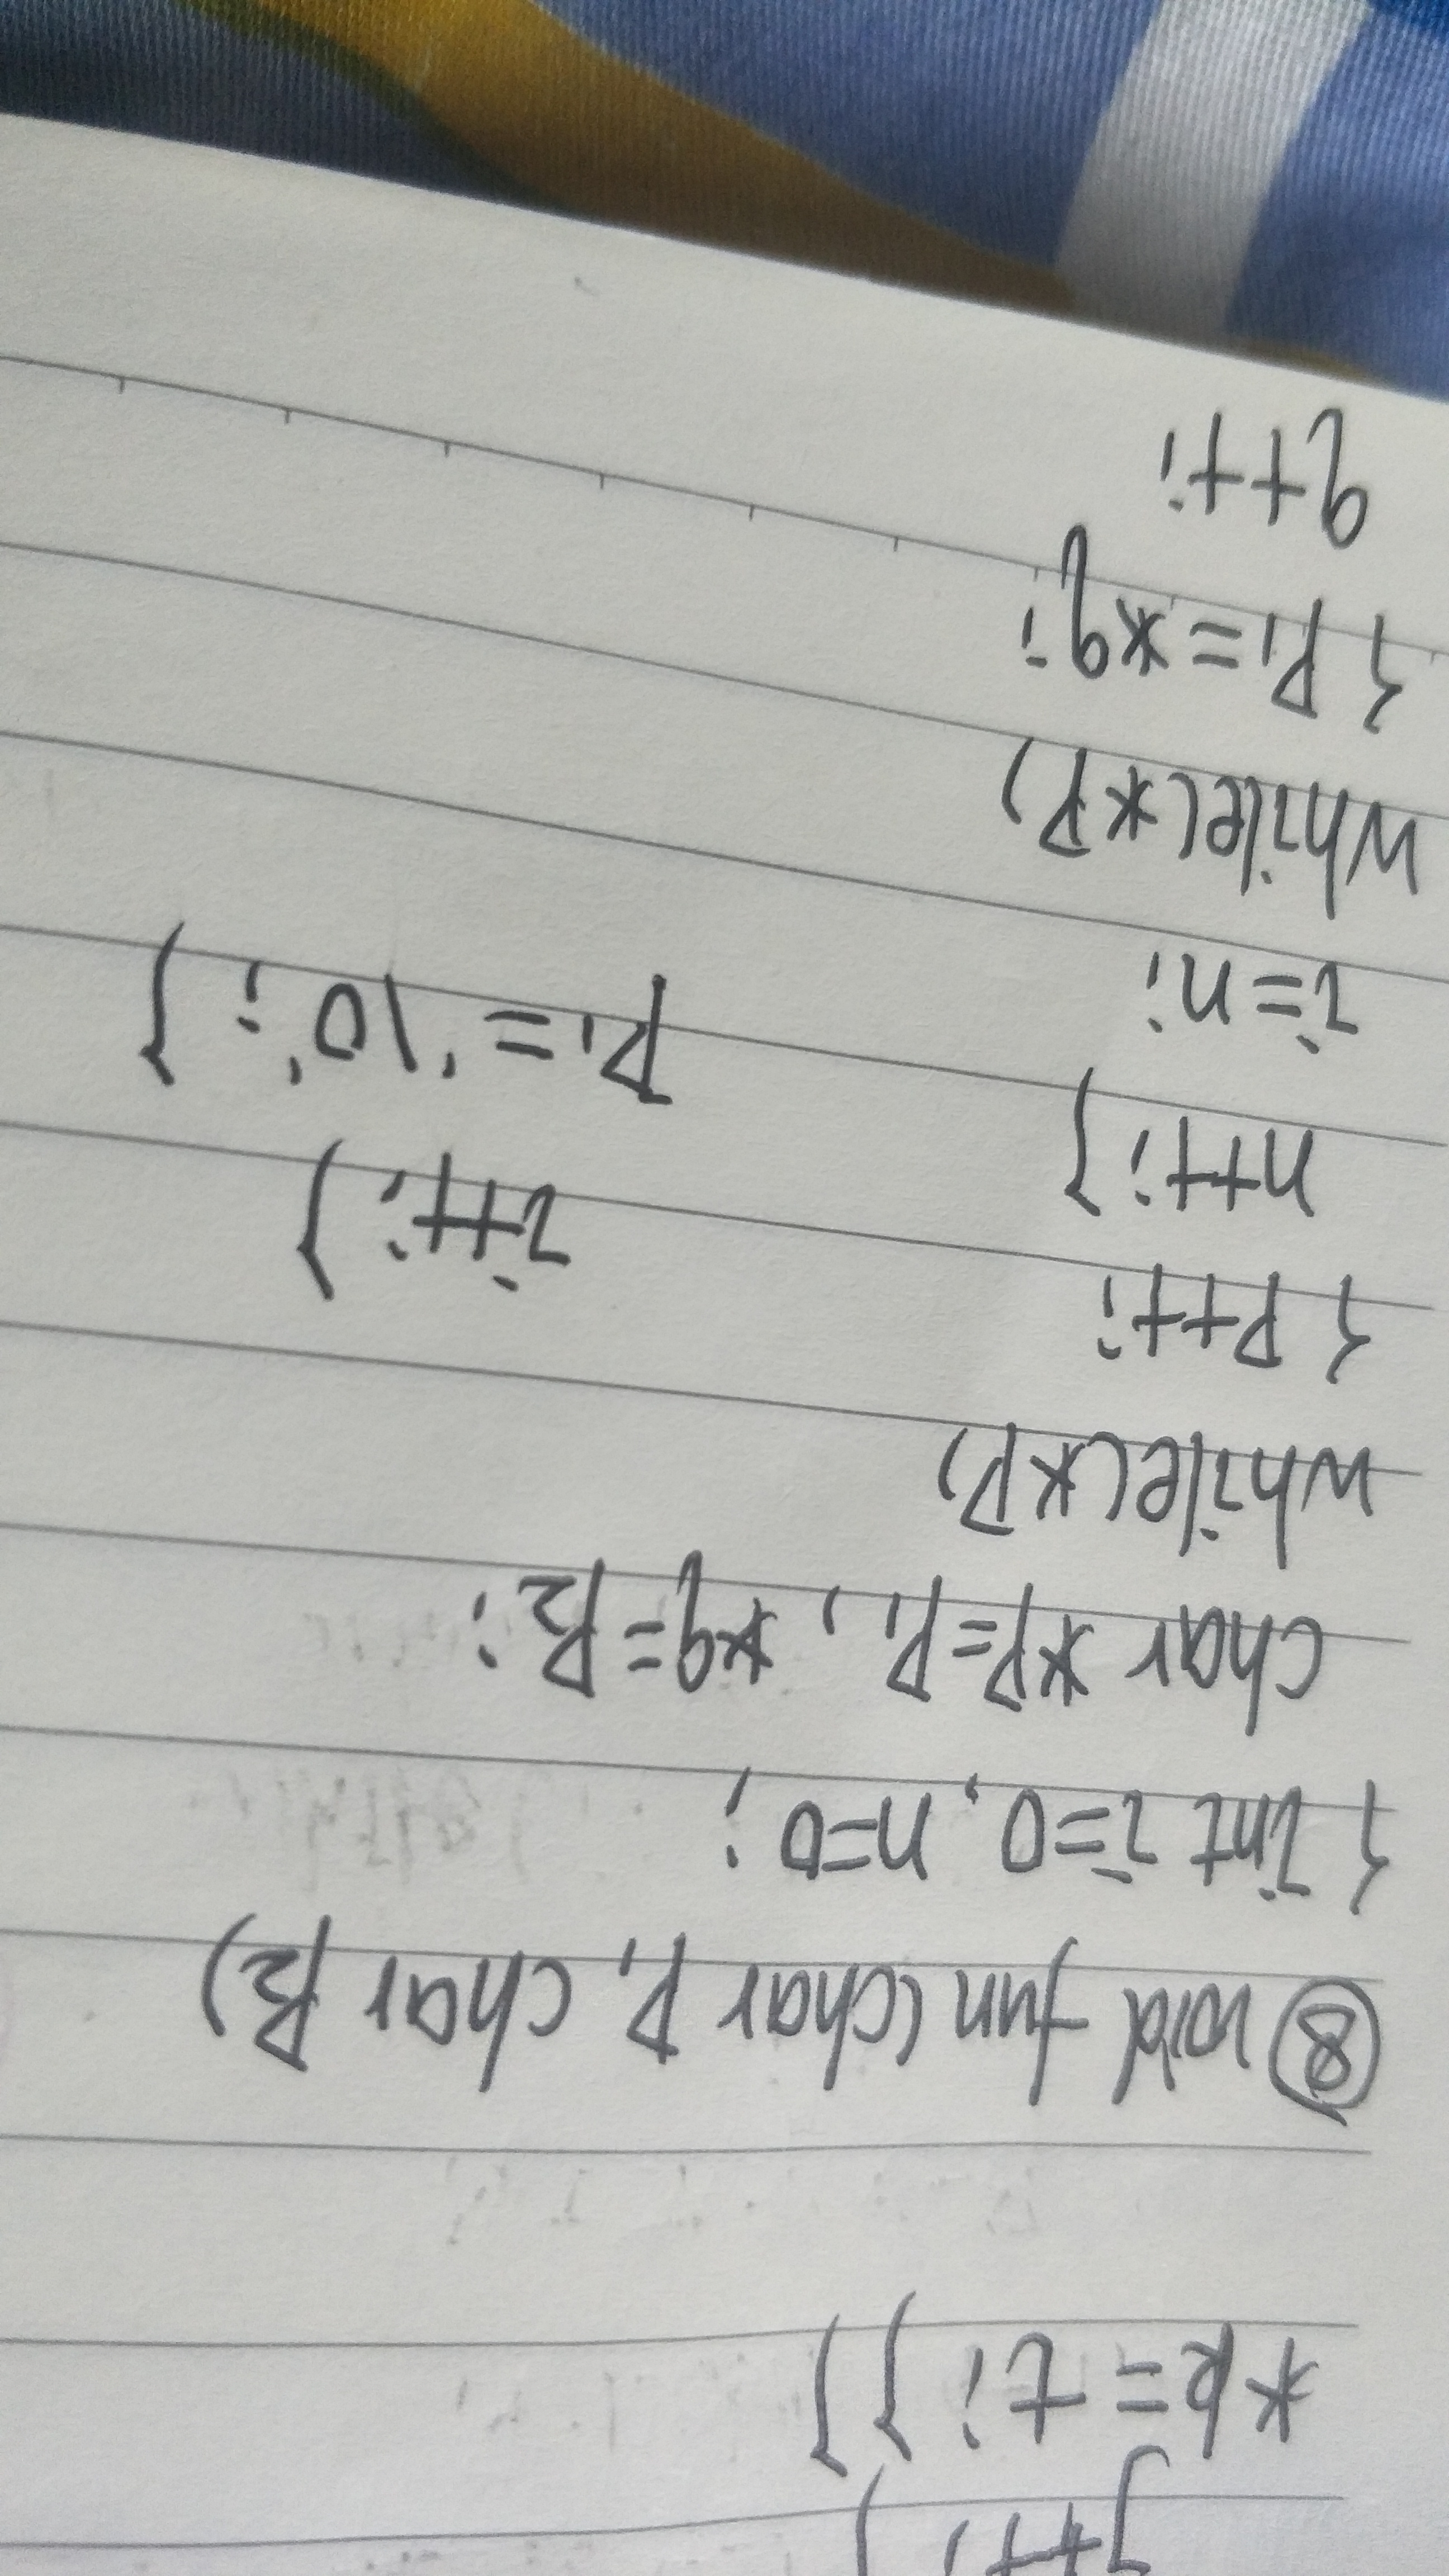 j++; }
*k=t; }}
⑧ void fun(char p1, char p2)
{ int i=0, n=0;
char *p=p1, *q=p2;
while(*p)
{ p++;
n++; }
i=n;
while(*p)
{ p1=*q;
q++;
i++; }
p1='\0'; }